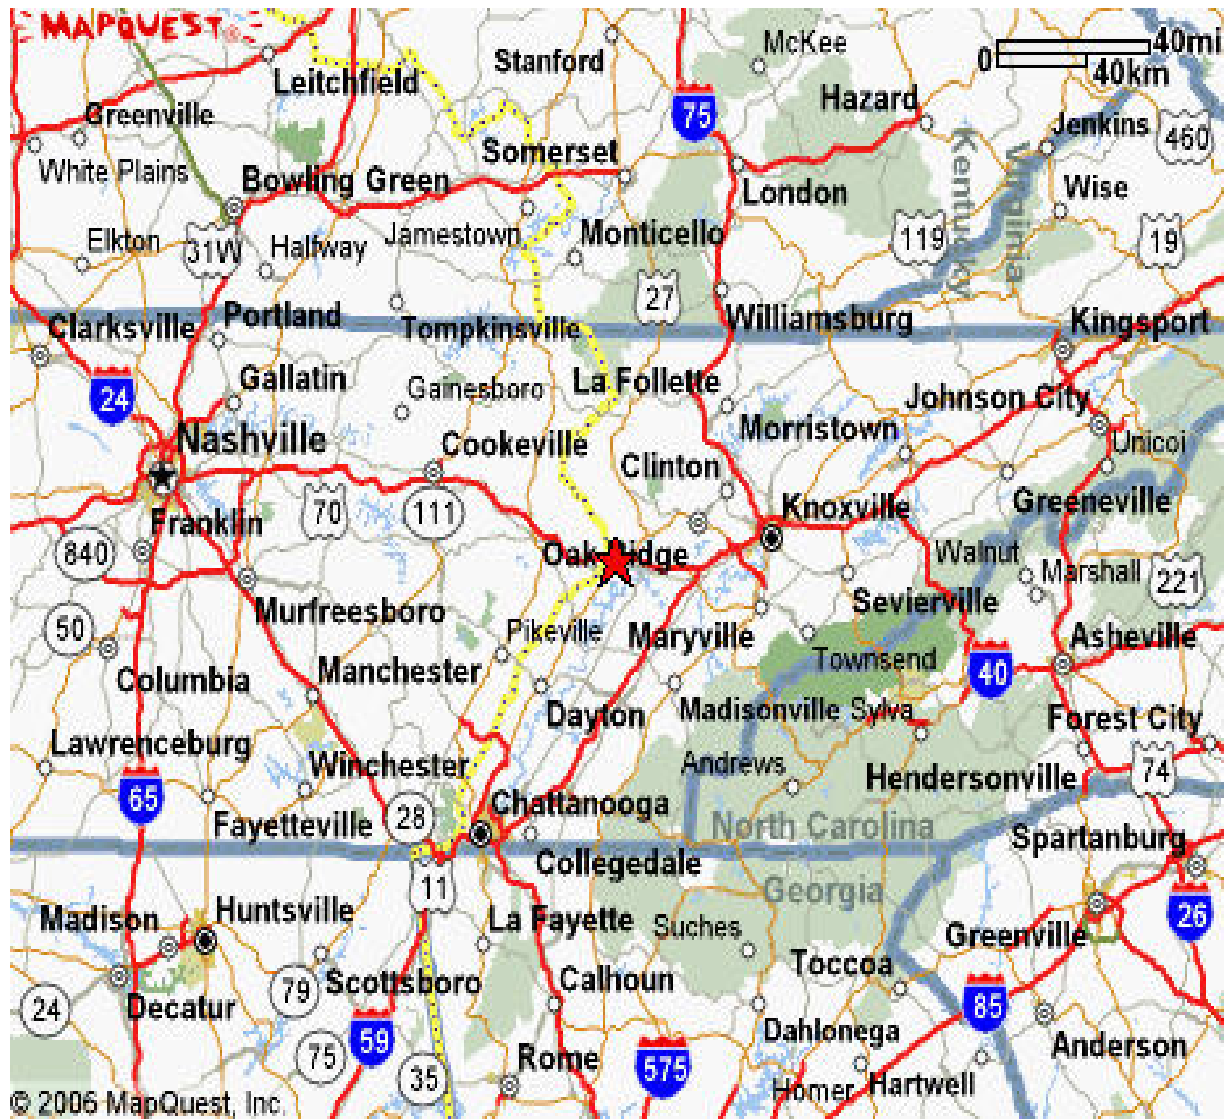 MAPQUEST®
McKee
0 40mi
40km
Stanford
Leitchfield
Hazard
75
Greenville
Jenkins
460
White Plains
Somerset
Bowling Green
London
Kentucky
Virginia
Wise
Elkton
31W
Halfway
Jamestown
Monticello
119
19
27
Clarksville
Portland
Tompkinsville
Williamsburg
Kingsport
24
Gallatin
Gainesboro
La Follette
Johnson City
Nashville
Cookeville
Morristown
Unicoi
Clinton
70
111
Knoxville
Greeneville
Franklin
840
Oak Ridge
Walnut
Marshall
221
Murfreesboro
Sevierville
50
Pikeville
Maryville
Asheville
Columbia
Manchester
Townsend
40
Dayton
Madisonville
Sylva
Forest City
Lawrenceburg
Winchester
Andrews
Hendersonville
74
65
Fayetteville
28
Chattanooga
North Carolina
Spartanburg
Collegedale
11
Georgia
Madison
Huntsville
La Fayette
Suches
Greenville
26
Toccoa
24
Decatur
79
Scottsboro
Calhoun
85
59
Dahlonega
Anderson
75
35
Rome
575
Homer
Hartwell
© 2006 MapQuest, Inc.